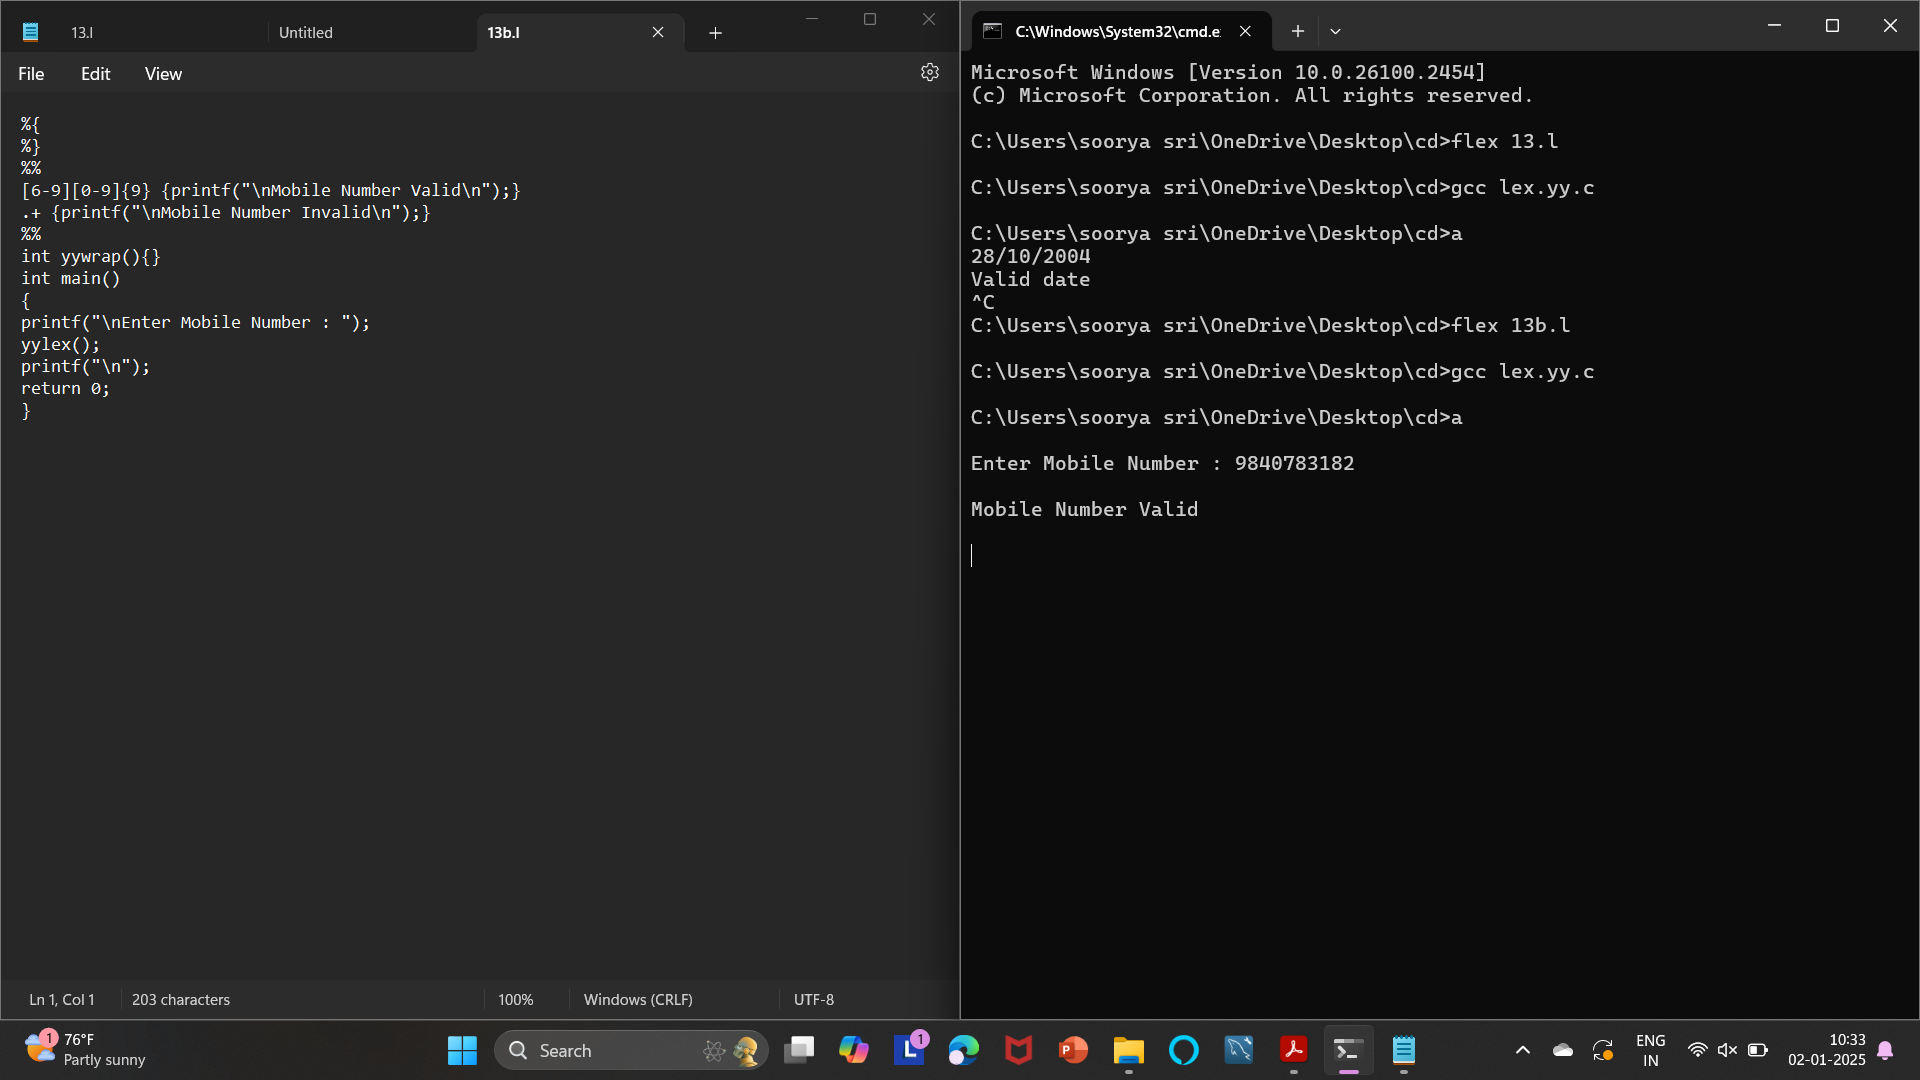 13.l
Untitled
13b.l
File Edit View
%{
%}
%%
[6-9][0-9]{9} {printf("\nMobile Number Valid\n");}
.+ {printf("\nMobile Number Invalid\n");}
%%
int yywrap(){}
int main()
{
printf("\nEnter Mobile Number : ");
yylex();
printf("\n");
return 0;
}
Ln 1, Col 1
203 characters
100%
Windows (CRLF)
UTF-8
C:\Windows\System32\cmd.e
Microsoft Windows [Version 10.0.26100.2454]
(c) Microsoft Corporation. All rights reserved.
C:\Users\soorya sri\OneDrive\Desktop\cd>flex 13.l
C:\Users\soorya sri\OneDrive\Desktop\cd>gcc lex.yy.c
C:\Users\soorya sri\OneDrive\Desktop\cd>a
28/10/2004
Valid date
^C
C:\Users\soorya sri\OneDrive\Desktop\cd>flex 13b.l
C:\Users\soorya sri\OneDrive\Desktop\cd>gcc lex.yy.c
C:\Users\soorya sri\OneDrive\Desktop\cd>a
Enter Mobile Number : 9840783182
Mobile Number Valid
1
76°F
Partly sunny
Search
L
1
P
ENG
IN
10:33
02-01-2025